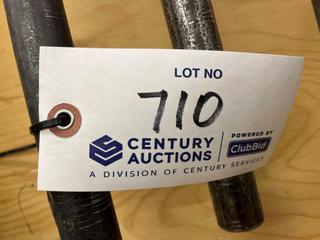 LOT NO
710
CENTURY AUCTIONS
POWERED BY
ClubBid
A DIVISION OF CENTURY SERVICES